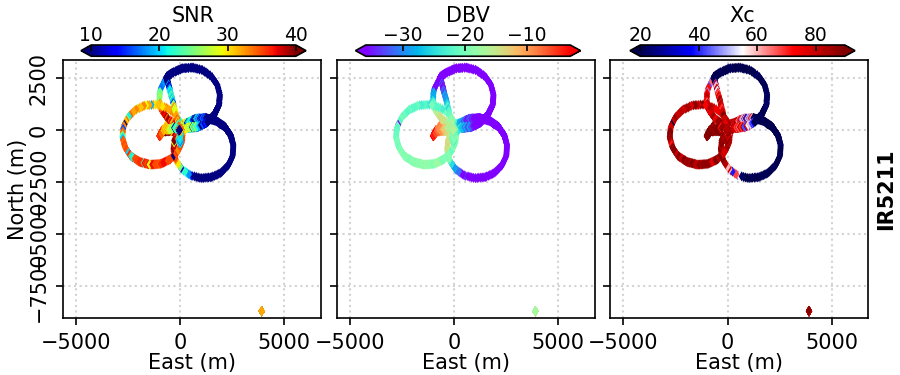 SNR
10 20 30 40
DBV
−30 −20 −10
Xc
20 40 60 80
North (m)
2500
0
−2500
−5000
−7500
−5000 0 5000
East (m)
−5000 0 5000
East (m)
−5000 0 5000
East (m)
IR5211